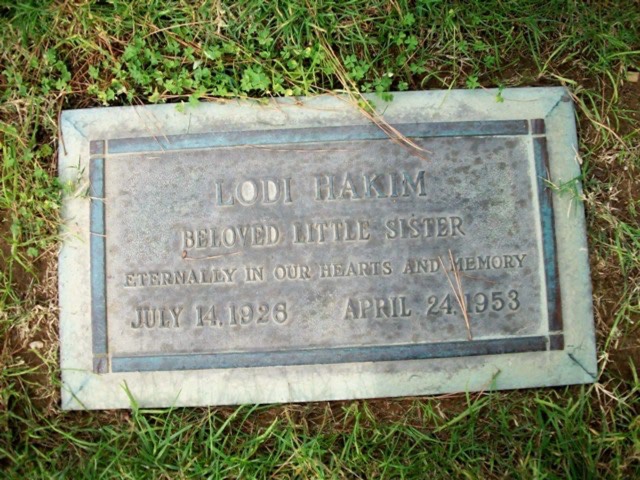 LODI HAKIM
BELOVED LITTLE SISTER
ETERNALLY IN OUR HEARTS AND MEMORY
JULY 14, 1926 APRIL 24, 1953